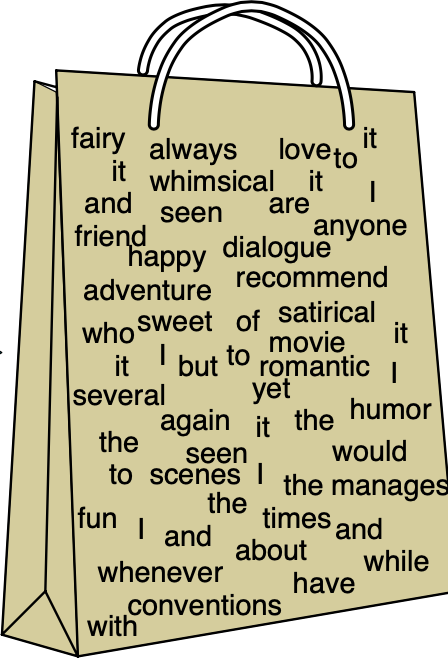 fairy always love to it
it whimsical it I
and seen are
friend anyone
happy dialogue
adventure recommend
who sweet of satirical it
it I but to movie
romantic I
several yet
again it the humor
the seen would
to scenes I the manages
fun the times
I and and
whenever about while
conventions have
with